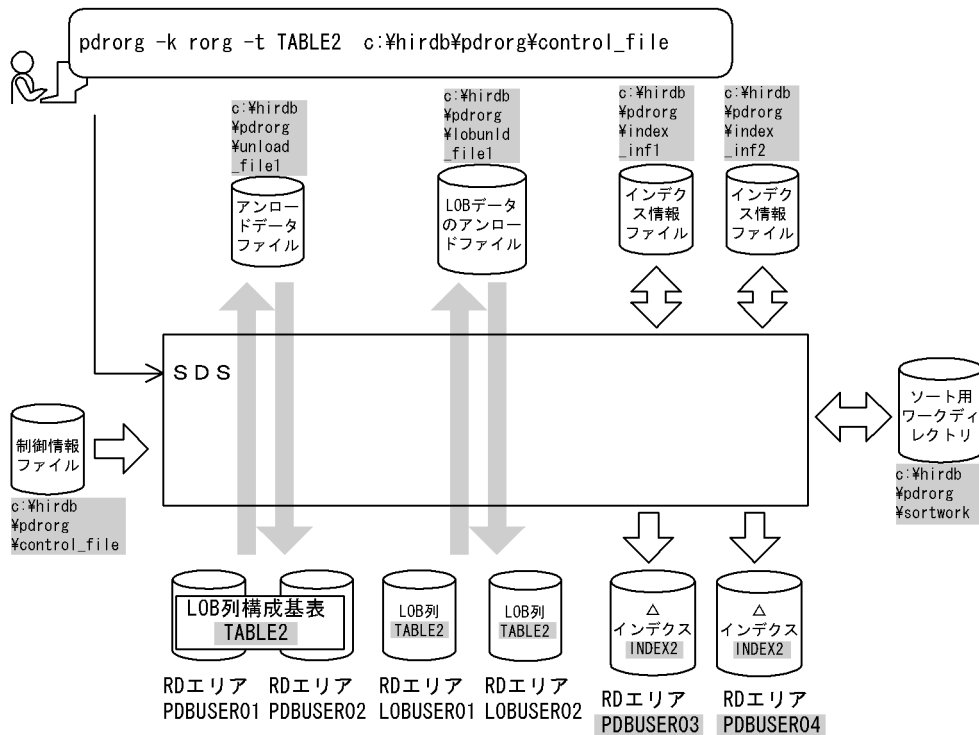 pdrorg -k rorg -t TABLE2  c:¥hirdb¥pdrorg¥control_file
c:¥hirdb
¥pdrorg
¥unload
_file1
アンロー
ドデータ
ファイル
c:¥hirdb
¥pdrorg
¥lobunld
_file1
LOBデータ
のアンロー
ドファイル
c:¥hirdb
¥pdrorg
¥index
_inf1
インデク
ス情報
ファイル
c:¥hirdb
¥pdrorg
¥index
_inf2
インデク
ス情報
ファイル
ＳＤＳ
制御情報
ファイル
c:¥hirdb
¥pdrorg
¥control_file
ソート用
ワークディ
レクトリ
c:¥hirdb
¥pdrorg
¥sortwork
LOB列構成基表
TABLE2
LOB列
TABLE2
LOB列
TABLE2
インデクス
INDEX2
インデクス
INDEX2
RDエリア
PDBUSER01
RDエリア
PDBUSER02
RDエリア
LOBUSER01
RDエリア
LOBUSER02
RDエリア
PDBUSER03
RDエリア
PDBUSER04